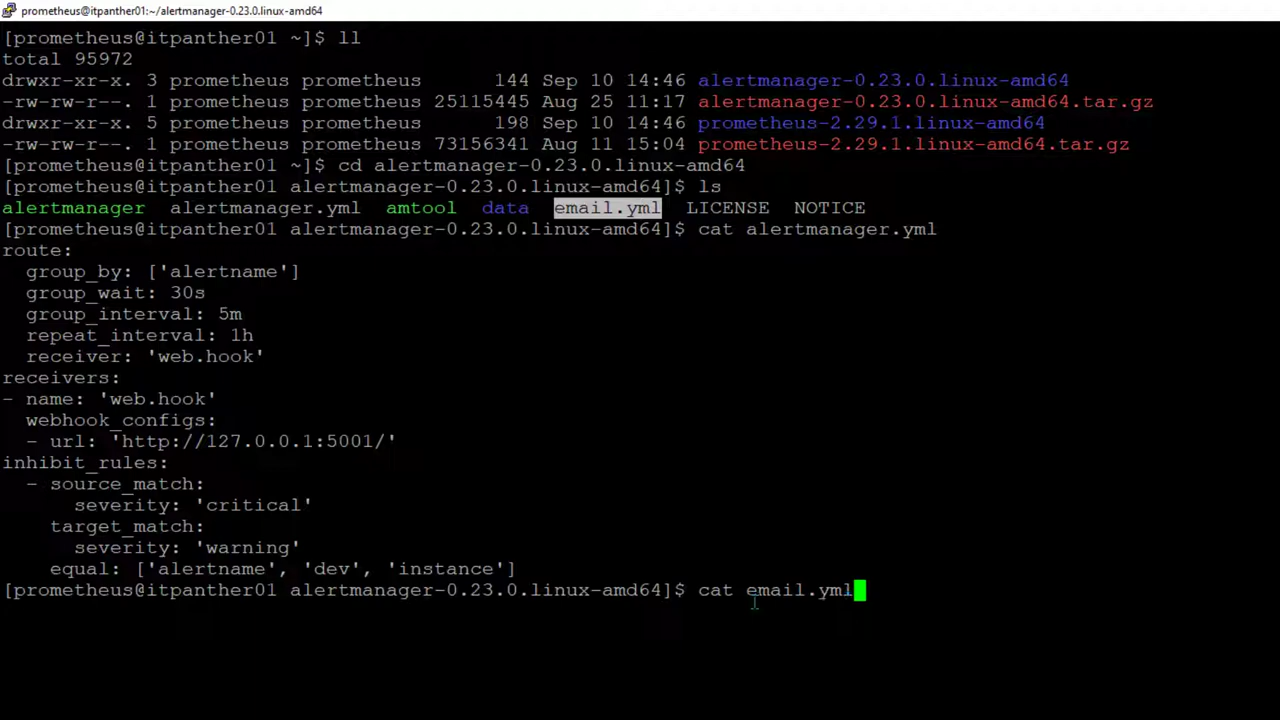 prometheus@itpanther01:~/alertmanager-0.23.0.linux-amd64
[prometheus@itpanther01 ~]$ ll
total 95972
drwxr-xr-x. 3 prometheus prometheus      144 Sep 10 14:46 alertmanager-0.23.0.linux-amd64
-rw-rw-r--. 1 prometheus prometheus 25115445 Aug 25 11:17 alertmanager-0.23.0.linux-amd64.tar.gz
drwxr-xr-x. 5 prometheus prometheus      198 Sep 10 14:46 prometheus-2.29.1.linux-amd64
-rw-rw-r--. 1 prometheus prometheus 73156341 Aug 11 15:04 prometheus-2.29.1.linux-amd64.tar.gz
[prometheus@itpanther01 ~]$ cd alertmanager-0.23.0.linux-amd64
[prometheus@itpanther01 alertmanager-0.23.0.linux-amd64]$ ls
alertmanager  alertmanager.yml  amtool  data  email.yml  LICENSE  NOTICE
[prometheus@itpanther01 alertmanager-0.23.0.linux-amd64]$ cat alertmanager.yml
route:
  group_by: ['alertname']
  group_wait: 30s
  group_interval: 5m
  repeat_interval: 1h
  receiver: 'web.hook'
receivers:
- name: 'web.hook'
  webhook_configs:
  - url: 'http://127.0.0.1:5001/'
inhibit_rules:
  - source_match:
      severity: 'critical'
    target_match:
      severity: 'warning'
    equal: ['alertname', 'dev', 'instance']
[prometheus@itpanther01 alertmanager-0.23.0.linux-amd64]$ cat email.yml